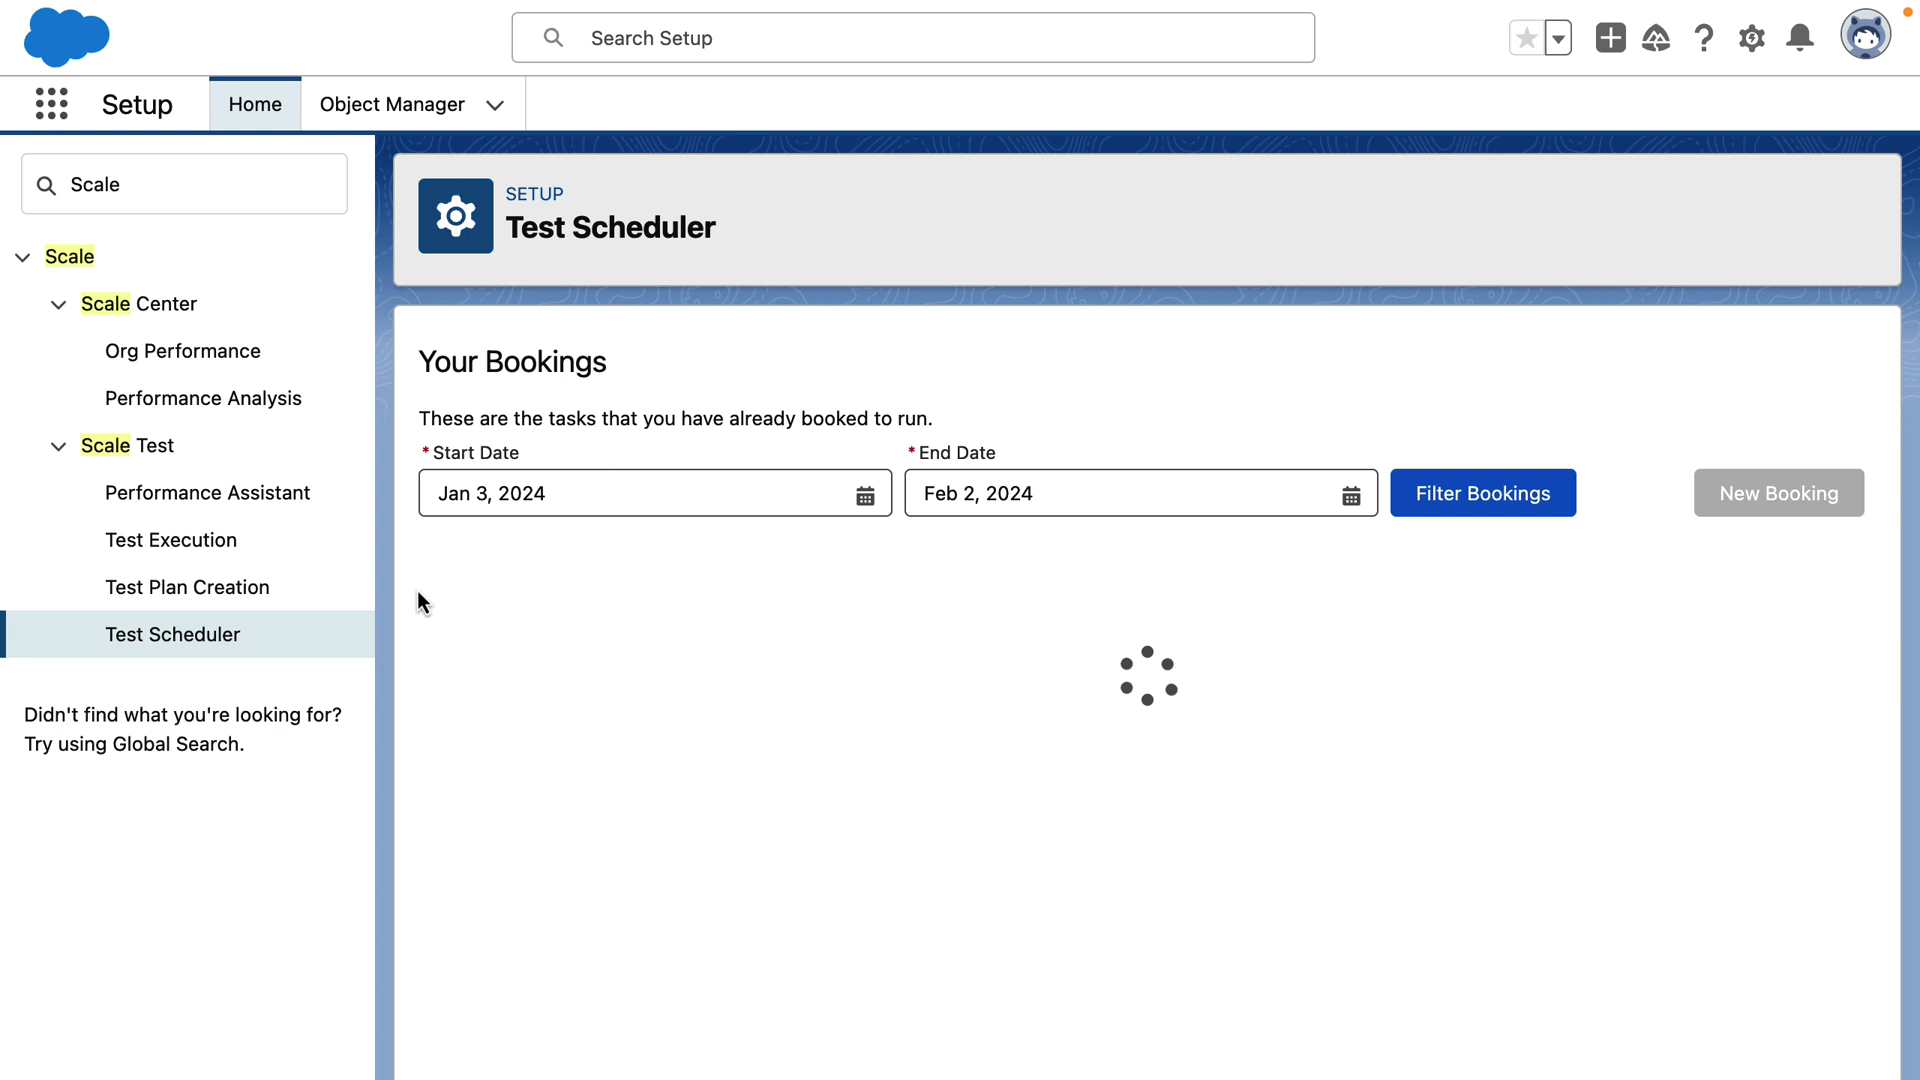 Search Setup
Setup
Home
Object Manager
Scale
Scale
Scale Center
Org Performance
Performance Analysis
Scale Test
Performance Assistant
Test Execution
Test Plan Creation
Test Scheduler
Didn't find what you're looking for?
Try using Global Search.
SETUP
Test Scheduler
Your Bookings
These are the tasks that you have already booked to run.
*Start Date
*End Date
Jan 3, 2024
Feb 2, 2024
Filter Bookings
New Booking